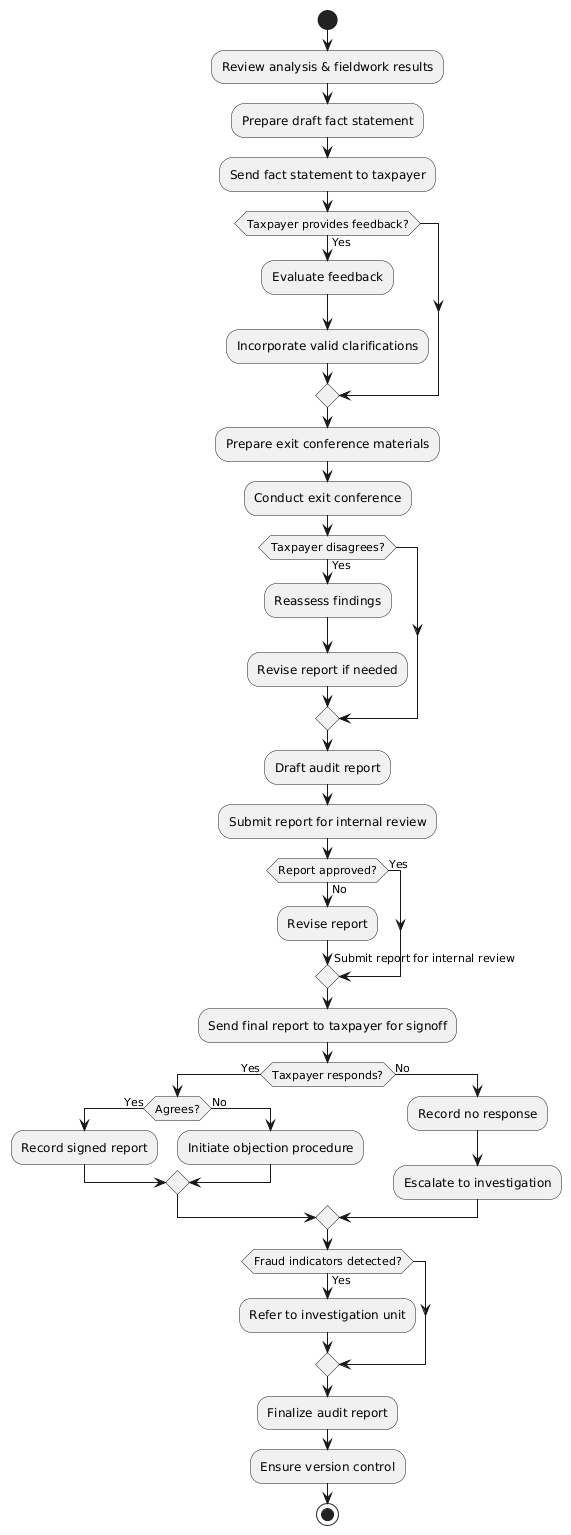 Review analysis & fieldwork results
Prepare draft fact statement
Send fact statement to taxpayer
Taxpayer provides feedback?
Yes
Evaluate feedback
Incorporate valid clarifications
Prepare exit conference materials
Conduct exit conference
Taxpayer disagrees?
Yes
Reassess findings
Revise report if needed
Draft audit report
Submit report for internal review
Report approved?
Yes
No
Revise report
Submit report for internal review
Send final report to taxpayer for signoff
Yes
Taxpayer responds?
No
Yes
Agrees?
No
Record no response
Record signed report
Initiate objection procedure
Escalate to investigation
Fraud indicators detected?
Yes
Refer to investigation unit
Finalize audit report
Ensure version control